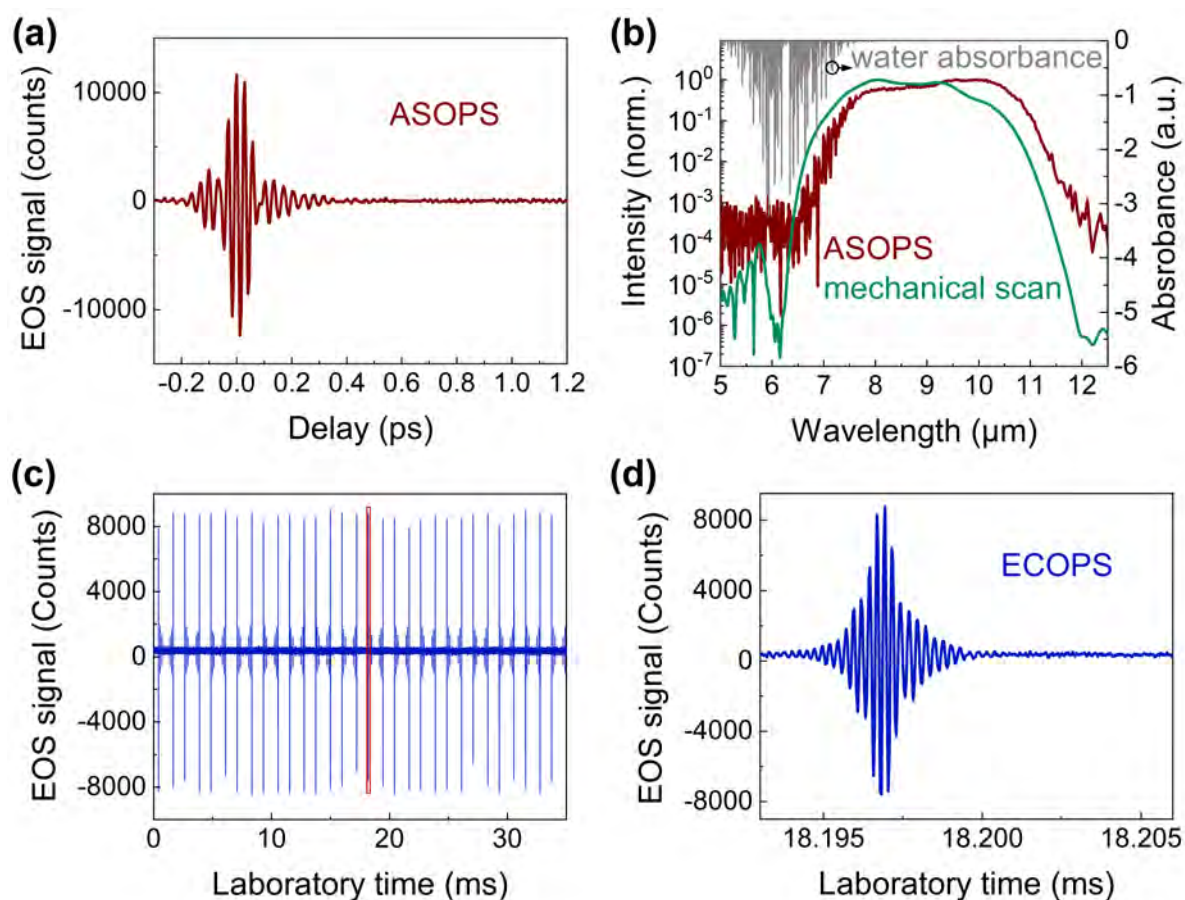 (a)
EOS signal (counts)
10000
0
-10000
ASOPS
-0.2 0.0 0.2 0.4 0.6 0.8 1.0 1.2
Delay (ps)
(b)
Intensity (norm.)
10⁰
10⁻¹
10⁻²
10⁻³
10⁻⁴
10⁻⁵
10⁻⁶
10⁻⁷
water absorbance
ASOPS
mechanical scan
0
-1
-2
-3
-4
-5
-6
Absrobance (a.u.)
5 6 7 8 9 10 11 12
Wavelength (µm)
(c)
EOS signal (Counts)
8000
4000
0
-4000
-8000
0 10 20 30
Laboratory time (ms)
(d)
EOS signal (Counts)
8000
4000
0
-4000
-8000
ECOPS
18.195 18.200 18.205
Laboratory time (ms)